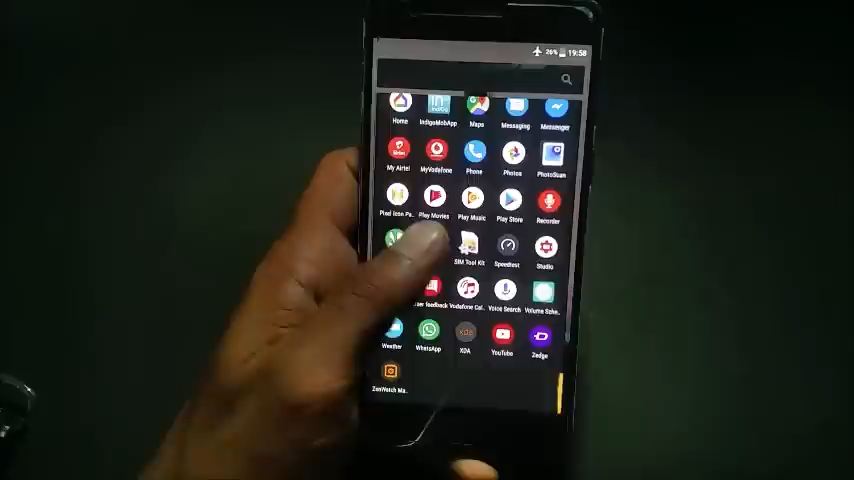 26% 19:58
Home IndigoMobApp Maps Messaging Messenger
My Airtel MyVodafone Phone Photos PhotoScan
Pixel Icon Pa.. Play Movies Play Music Play Store Recorder
SIM Tool Kit Speedtest Studio
feedback Vodafone Cal.. Voice Search Volume Sche..
Weather WhatsApp XDA YouTube Zedge
ZenWatch Ma..